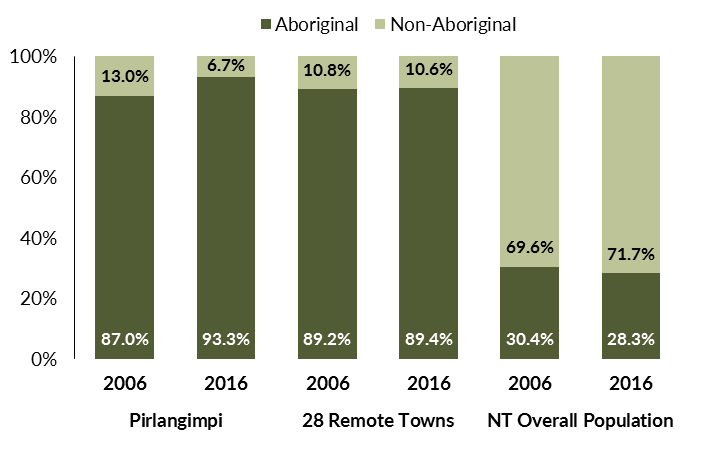 Aboriginal Non-Aboriginal
100%
13.0% 6.7% 10.8% 10.6%
80%
60%
40%
69.6% 71.7%
20%
87.0% 93.3% 89.2% 89.4% 30.4% 28.3%
0%
2006 2016 2006 2016 2006 2016
Pirlangimpi 28 Remote Towns NT Overall Population